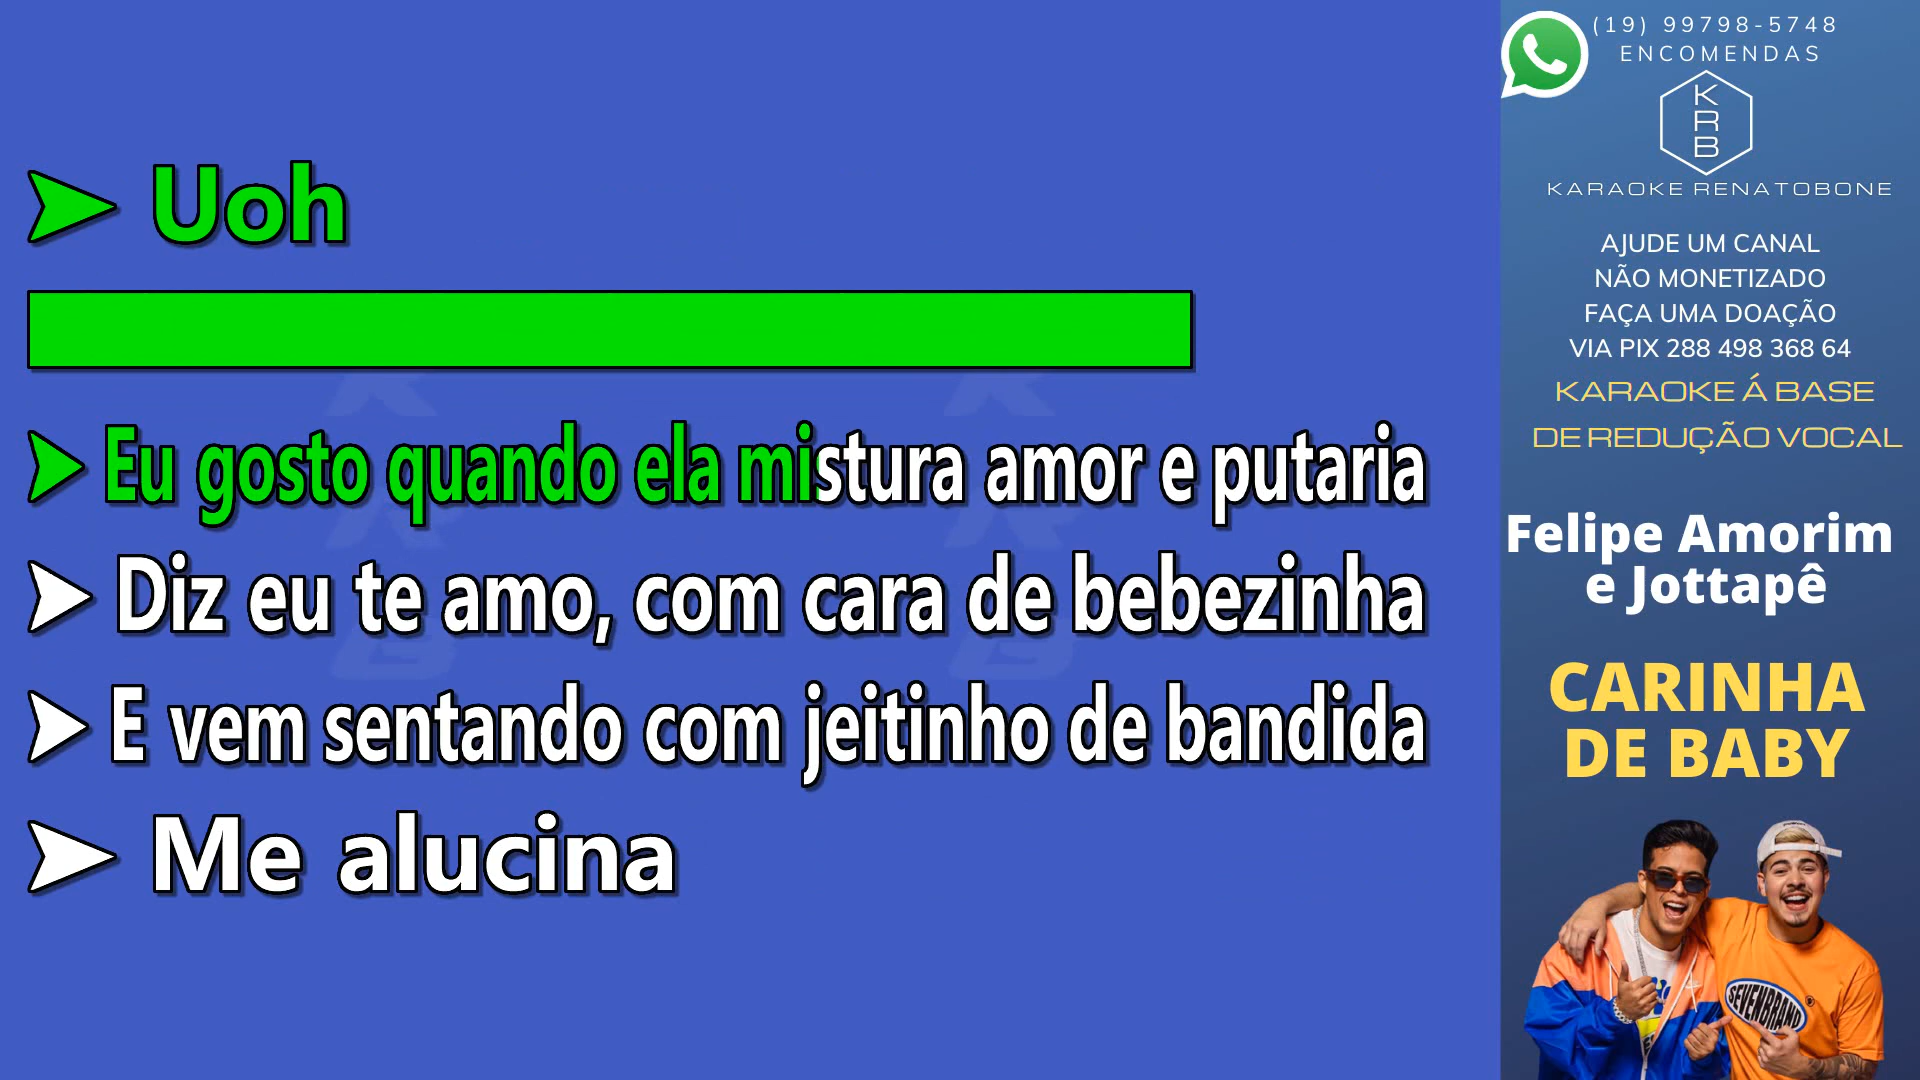 ➤ Uoh
➤ Eu gosto quando ela mistura amor e putaria
➤ Diz eu te amo, com cara de bebezinha
➤ E vem sentando com jeitinho de bandida
➤ Me alucina
(19) 99798-5748
ENCOMENDAS
K
R
B
KARAOKE RENATOBONE
AJUDE UM CANAL
NÃO MONETIZADO
FAÇA UMA DOAÇÃO
VIA PIX 288 498 368 64
KARAOKE Á BASE
DE REDUÇÃO VOCAL
Felipe Amorim
e Jottapê
CARINHA
DE BABY
SEVENBRAND